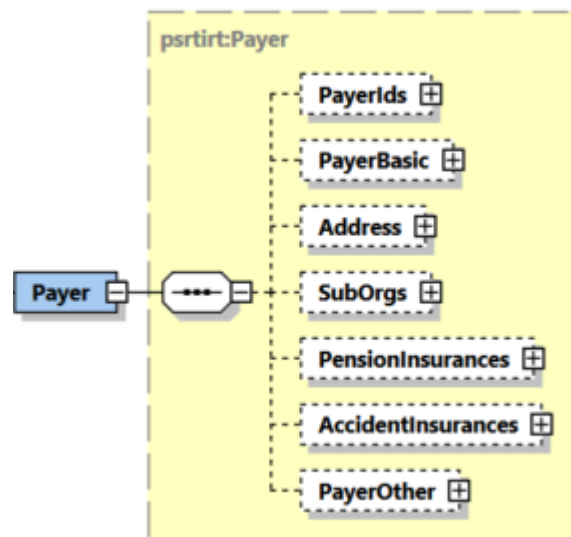 psrtirt:Payer
PayerIds
PayerBasic
Address
Payer
SubOrgs
PensionInsurances
AccidentInsurances
PayerOther